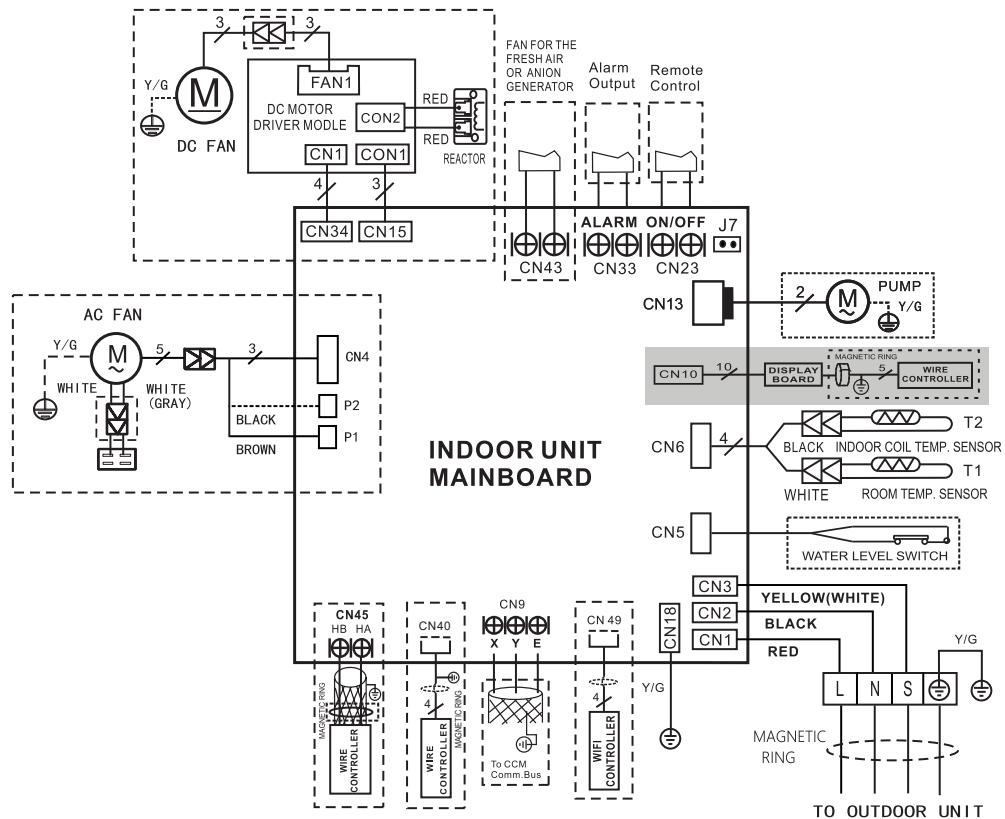 3
3
Y/G
M
DC FAN
FAN1
DC MOTOR
DRIVER MODLE
CON2
RED
RED
REACTOR
CN1
CON1
4
3
CN34
CN15
FAN FOR THE
FRESH AIR
OR ANION
GENERATOR
Alarm
Output
Remote
Control
ALARM
ON/OFF
J7
CN43
CN33
CN23
CN13
2
M
~
PUMP
Y/G
AC FAN
Y/G
M
~
5
3
CN4
WHITE
WHITE
(GRAY)
P2
BLACK
P1
BROWN
CN10
10
DISPLAY
BOARD
MAGNETIC RING
5
WIRE
CONTROLLER
CN6
4
T2
BLACK
INDOOR COIL TEMP. SENSOR
T1
WHITE
ROOM TEMP. SENSOR
INDOOR UNIT
MAINBOARD
CN5
WATER LEVEL SWITCH
CN3
YELLOW(WHITE)
CN2
BLACK
CN1
RED
CN18
Y/G
CN45
HB HA
MAGNETIC RING
WIRE
CONTROLLER
CN40
4
MAGNETIC RING
WIRE
CONTROLLER
CN9
X Y E
To CCM
Comm.Bus
CN 49
4
WIFI
CONTROLLER
Y/G
L N S
MAGNETIC
RING
TO OUTDOOR UNIT